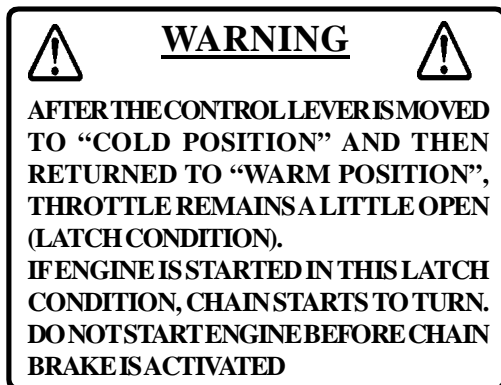 WARNING
AFTER THE CONTROL LEVER IS MOVED
TO “COLD POSITION” AND THEN
RETURNED TO “WARM POSITION”,
THROTTLE REMAINS A LITTLE OPEN
(LATCH CONDITION).
IF ENGINE IS STARTED IN THIS LATCH
CONDITION, CHAIN STARTS TO TURN.
DO NOT START ENGINE BEFORE CHAIN
BRAKE IS ACTIVATED